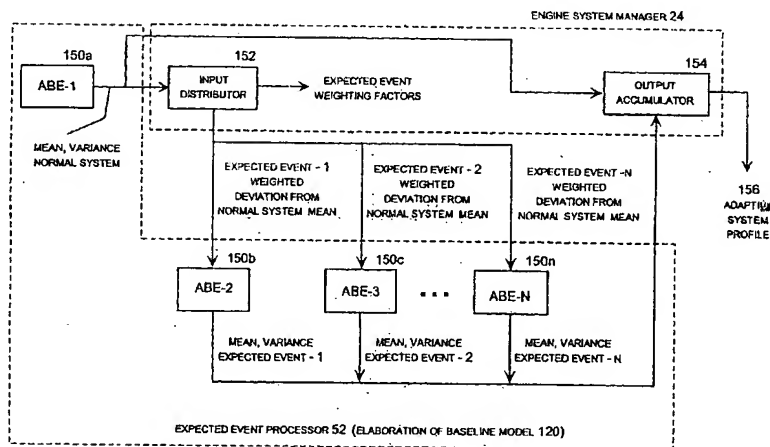 ENGINE SYSTEM MANAGER 24
150a
152
154
ABE-1
INPUT
DISTRIBUTOR
EXPECTED EVENT
WEIGHTING FACTORS
OUTPUT
ACCUMULATOR
MEAN, VARIANCE
NORMAL SYSTEM
EXPECTED EVENT - 1
WEIGHTED
DEVIATION FROM
NORMAL SYSTEM MEAN
EXPECTED EVENT - 2
WEIGHTED
DEVIATION FROM
NORMAL SYSTEM MEAN
EXPECTED EVENT -N
WEIGHTED
DEVIATION FROM
NORMAL SYSTEM MEAN
156
ADAPTIVE
SYSTEM
PROFILE
150b
150c
150n
ABE-2
ABE-3
ABE-N
MEAN, VARIANCE
EXPECTED EVENT - 1
MEAN, VARIANCE
EXPECTED EVENT - 2
MEAN, VARIANCE
EXPECTED EVENT - N
EXPECTED EVENT PROCESSOR 52 (ELABORATION OF BASELINE MODEL 120)